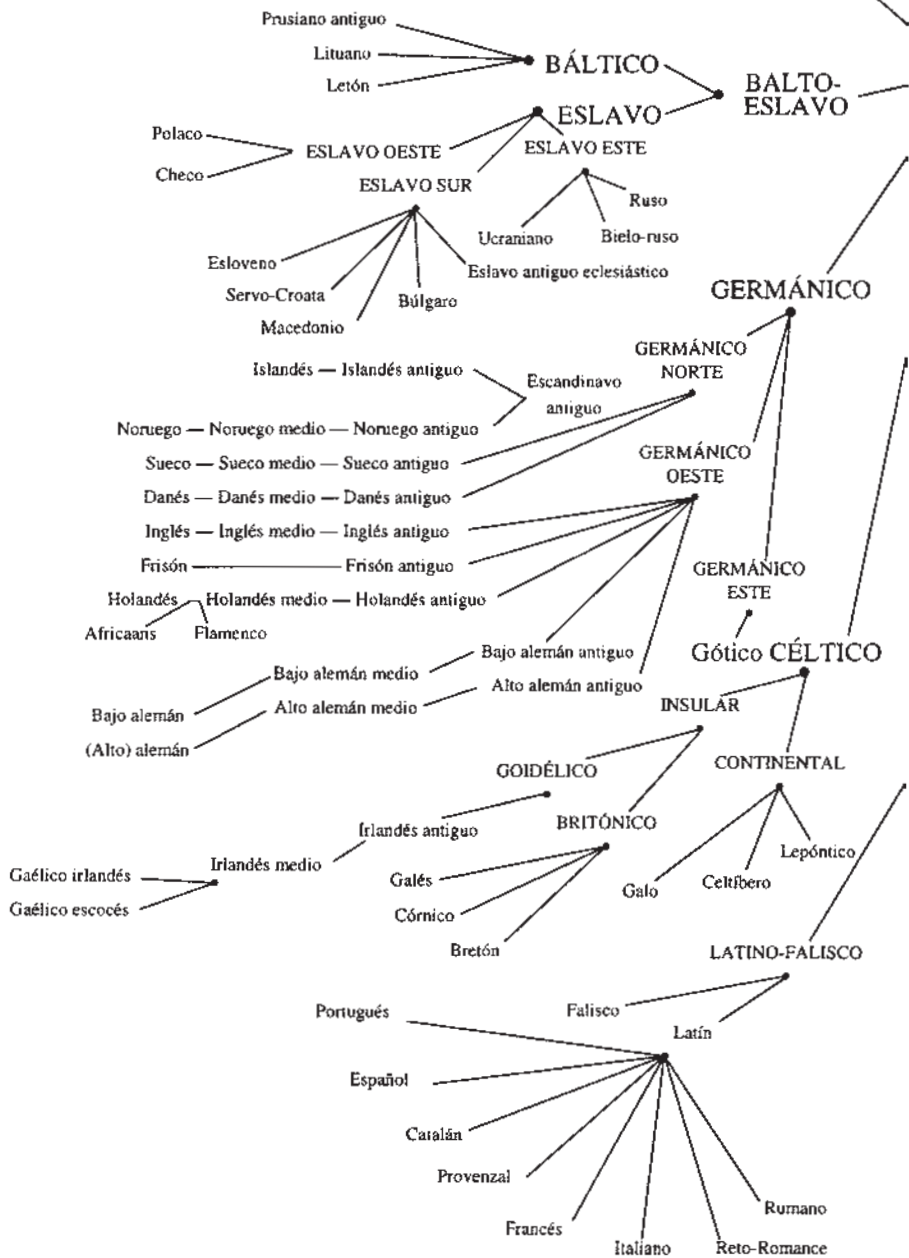 Prusiano antiguo
Lituano
BÁLTICO
Letón
BALTO-
ESLAVO
ESLAVO
Polaco
ESLAVO OESTE
ESLAVO ESTE
Checo
ESLAVO SUR
Ruso
Ucraniano
Bielo-ruso
Esloveno
Eslavo antiguo eclesiástico
Servo-Croata
Búlgaro
Macedonio
GERMÁNICO
GERMÁNICO
NORTE
Islandés — Islandés antiguo
Escandinavo
antiguo
Noruego — Noruego medio — Noruego antiguo
Sueco — Sueco medio — Sueco antiguo
GERMÁNICO
OESTE
Danés — Danés medio — Danés antiguo
Inglés — Inglés medio — Inglés antiguo
Frisón — Frisón antiguo
GERMÁNICO
ESTE
Holandés — Holandés medio — Holandés antiguo
Africaans
Flamenco
Bajo alemán antiguo
Gótico CÉLTICO
Bajo alemán medio
Alto alemán antiguo
Bajo alemán
Alto alemán medio
INSULAR
(Alto) alemán
GOIDÉLICO
CONTINENTAL
Irlandés antiguo
BRITÓNICO
Lepóntico
Gaélico irlandés
Irlandés medio
Galés
Galo
Celtíbero
Gaélico escocés
Córnico
Bretón
LATINO-FALISCO
Portugués
Falisco
Latín
Español
Catalán
Provenzal
Rumano
Francés
Italiano
Reto-Romance